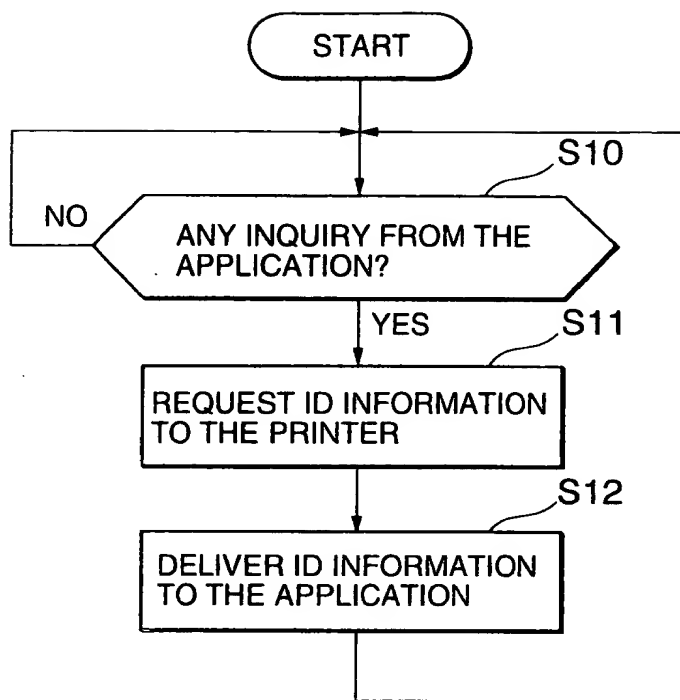 START
S10
NO
ANY INQUIRY FROM THE
APPLICATION?
YES
S11
REQUEST ID INFORMATION
TO THE PRINTER
S12
DELIVER ID INFORMATION
TO THE APPLICATION